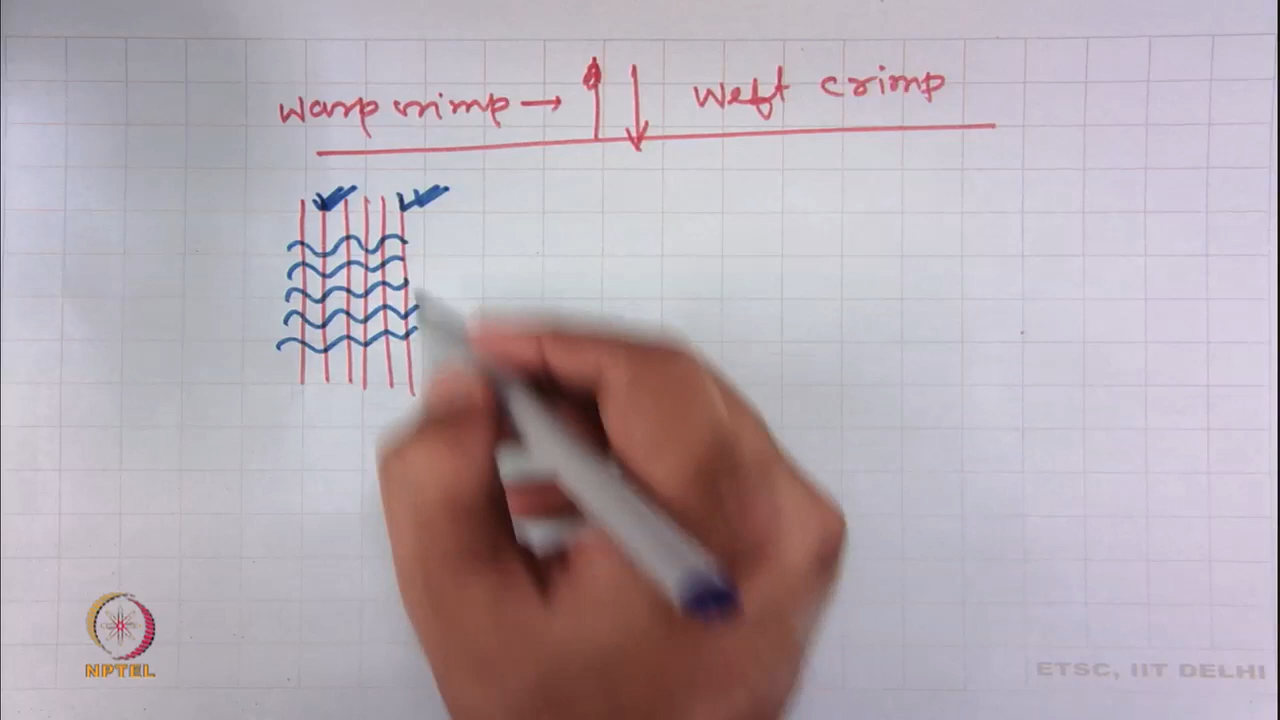 Warp crimp → ↑ ↓ Weft crimp
NPTEL
ETSC, IIT DELHI